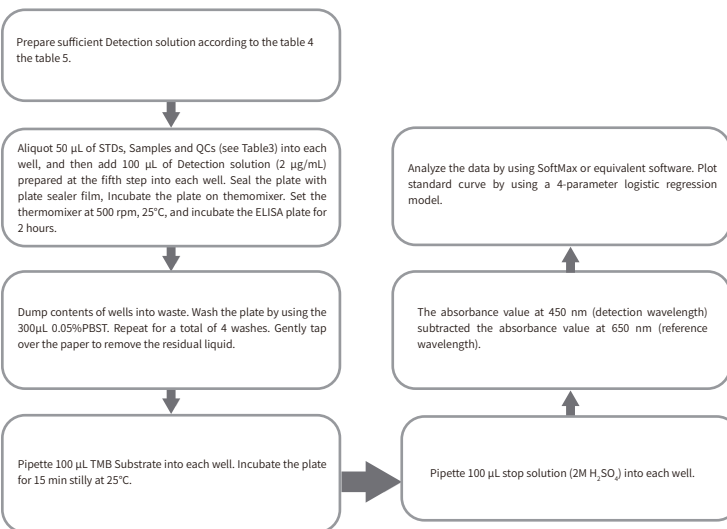 Prepare sufficient Detection solution according to the table 4
the table 5.
Aliquot 50 µL of STDs, Samples and QCs (see Table3) into each
well, and then add 100 µL of Detection solution (2 µg/mL)
prepared at the fifth step into each well. Seal the plate with
plate sealer film, Incubate the plate on themomixer. Set the
thermomixer at 500 rpm, 25°C, and incubate the ELISA plate for
2 hours.
Dump contents of wells into waste. Wash the plate by using the
300µL 0.05%PBST. Repeat for a total of 4 washes. Gently tap
over the paper to remove the residual liquid.
Pipette 100 µL TMB Substrate into each well. Incubate the plate
for 15 min stilly at 25°C.
Pipette 100 µL stop solution (2M H₂SO₄) into each well.
The absorbance value at 450 nm (detection wavelength)
subtracted the absorbance value at 650 nm (reference
wavelength).
Analyze the data by using SoftMax or equivalent software. Plot
standard curve by using a 4-parameter logistic regression
model.